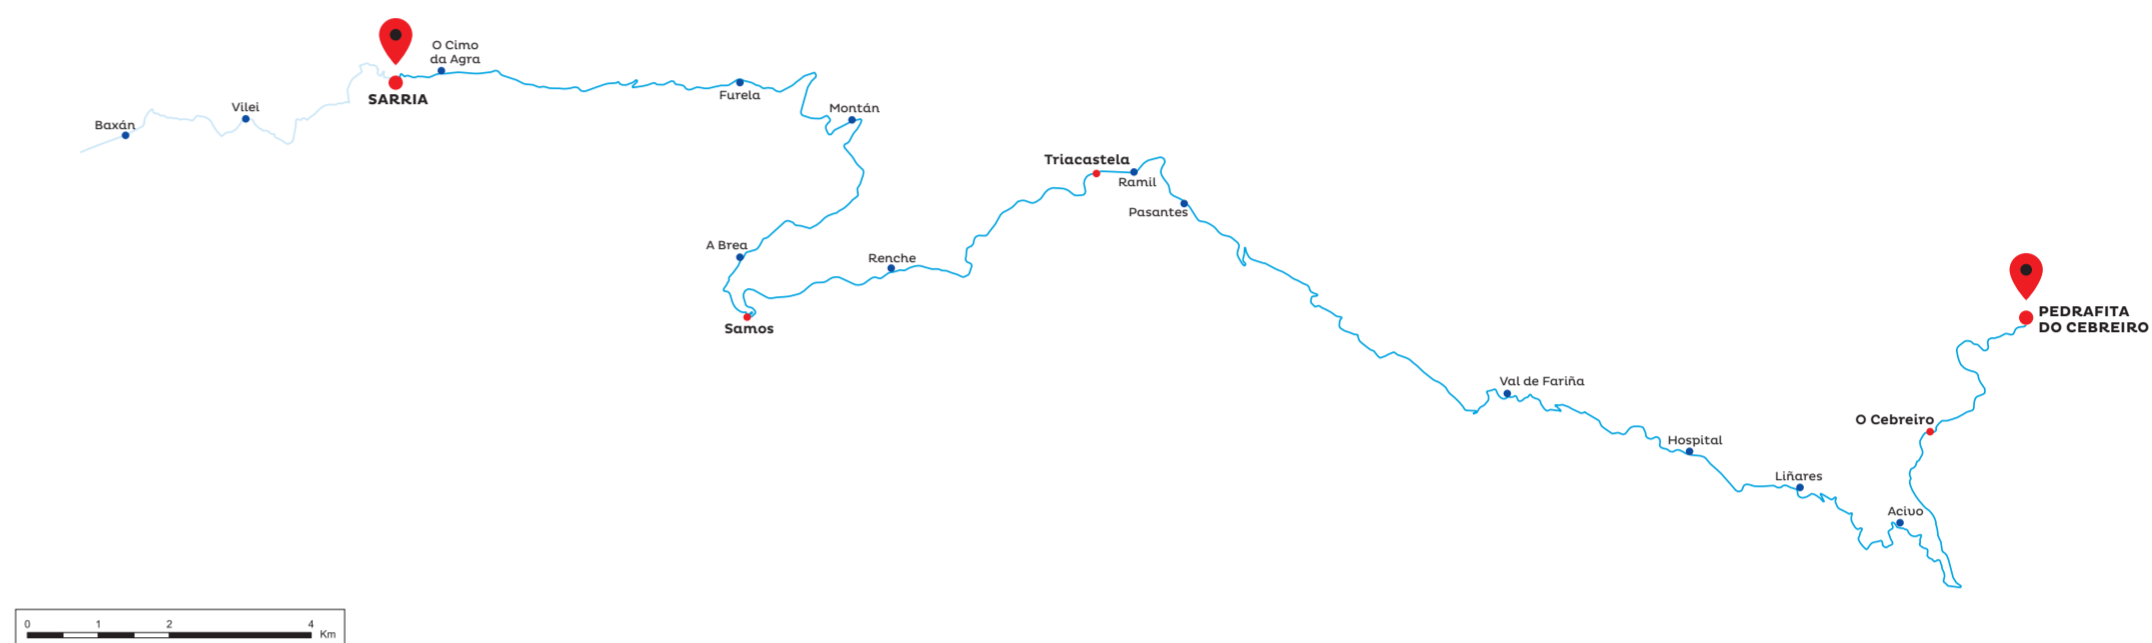 O Cimo
da Agra
SARRIA
Vilei
Baxán
Furela
Montán
Triacastela
Ramil
Pasantes
A Brea
Renche
Samos
PEDRAFITA
DO CEBREIRO
Val de Fariña
O Cebreiro
Hospital
Liñares
Acivo
0 1 2 4
Km